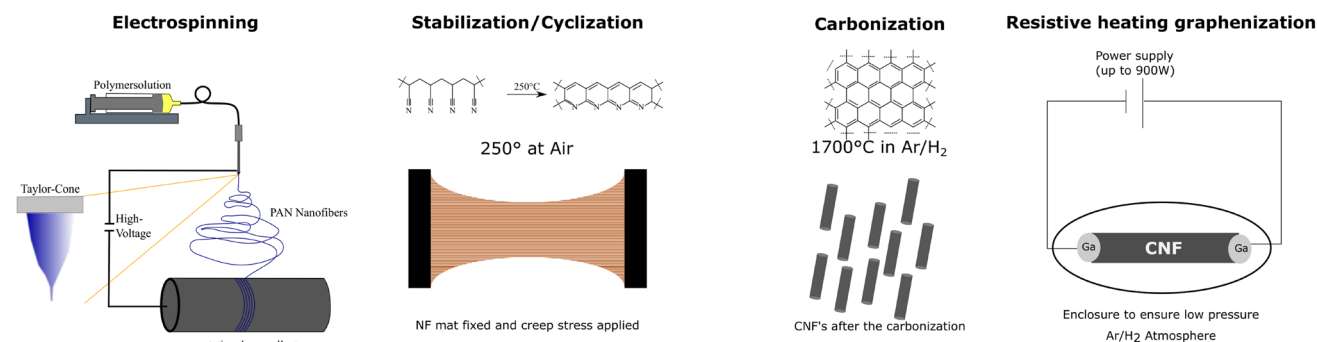 Electrospinning
Polymersolution
Taylor-Cone
High-
Voltage
PAN Nanofibers
Stabilization/Cyclization
250°C
N N N N
N N N N
250° at Air
NF mat fixed and creep stress applied
Carbonization
1700°C in Ar/H₂
CNF's after the carbonization
Resistive heating graphenization
Power supply
(up to 900W)
Ga
CNF
Ga
Enclosure to ensure low pressure
Ar/H₂ Atmosphere